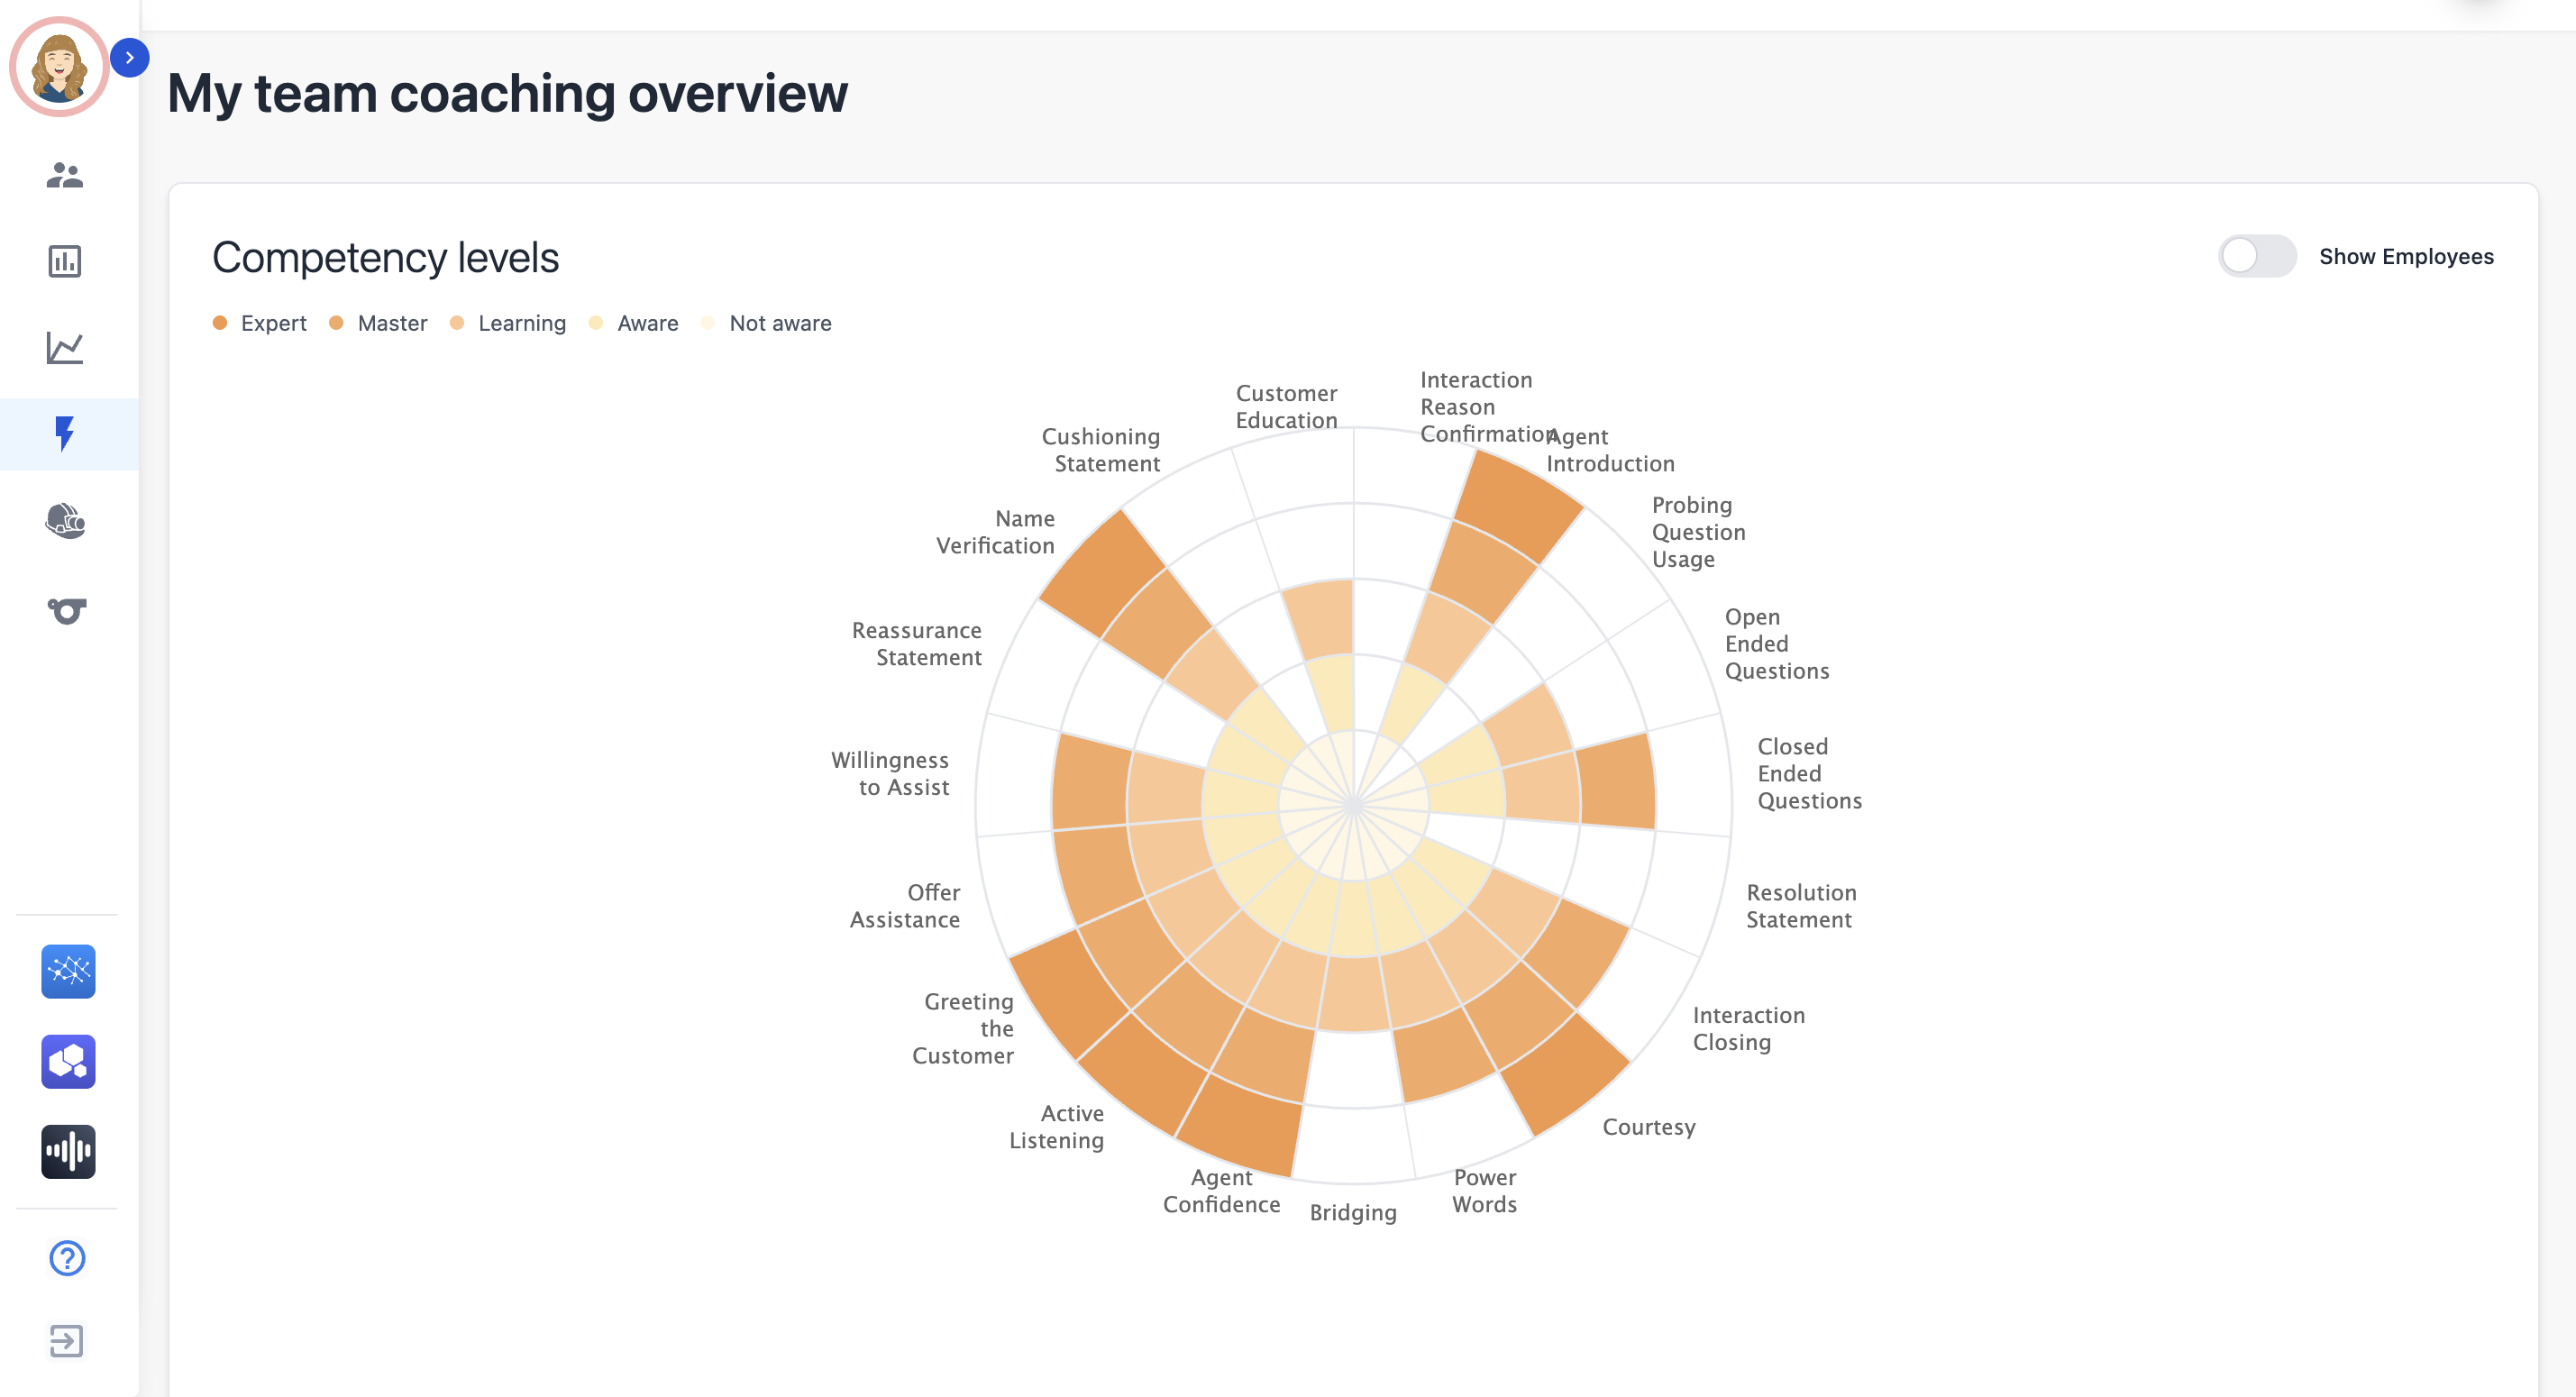 My team coaching overview
Competency levels
Show Employees
Expert
Master
Learning
Aware
Not aware
Interaction
Reason
Confirmation
Agent
Introduction
Probing
Question
Usage
Open
Ended
Questions
Closed
Ended
Questions
Resolution
Statement
Interaction
Closing
Courtesy
Power
Words
Bridging
Agent
Confidence
Active
Listening
Greeting
the
Customer
Offer
Assistance
Willingness
to Assist
Reassurance
Statement
Name
Verification
Cushioning
Statement
Customer
Education